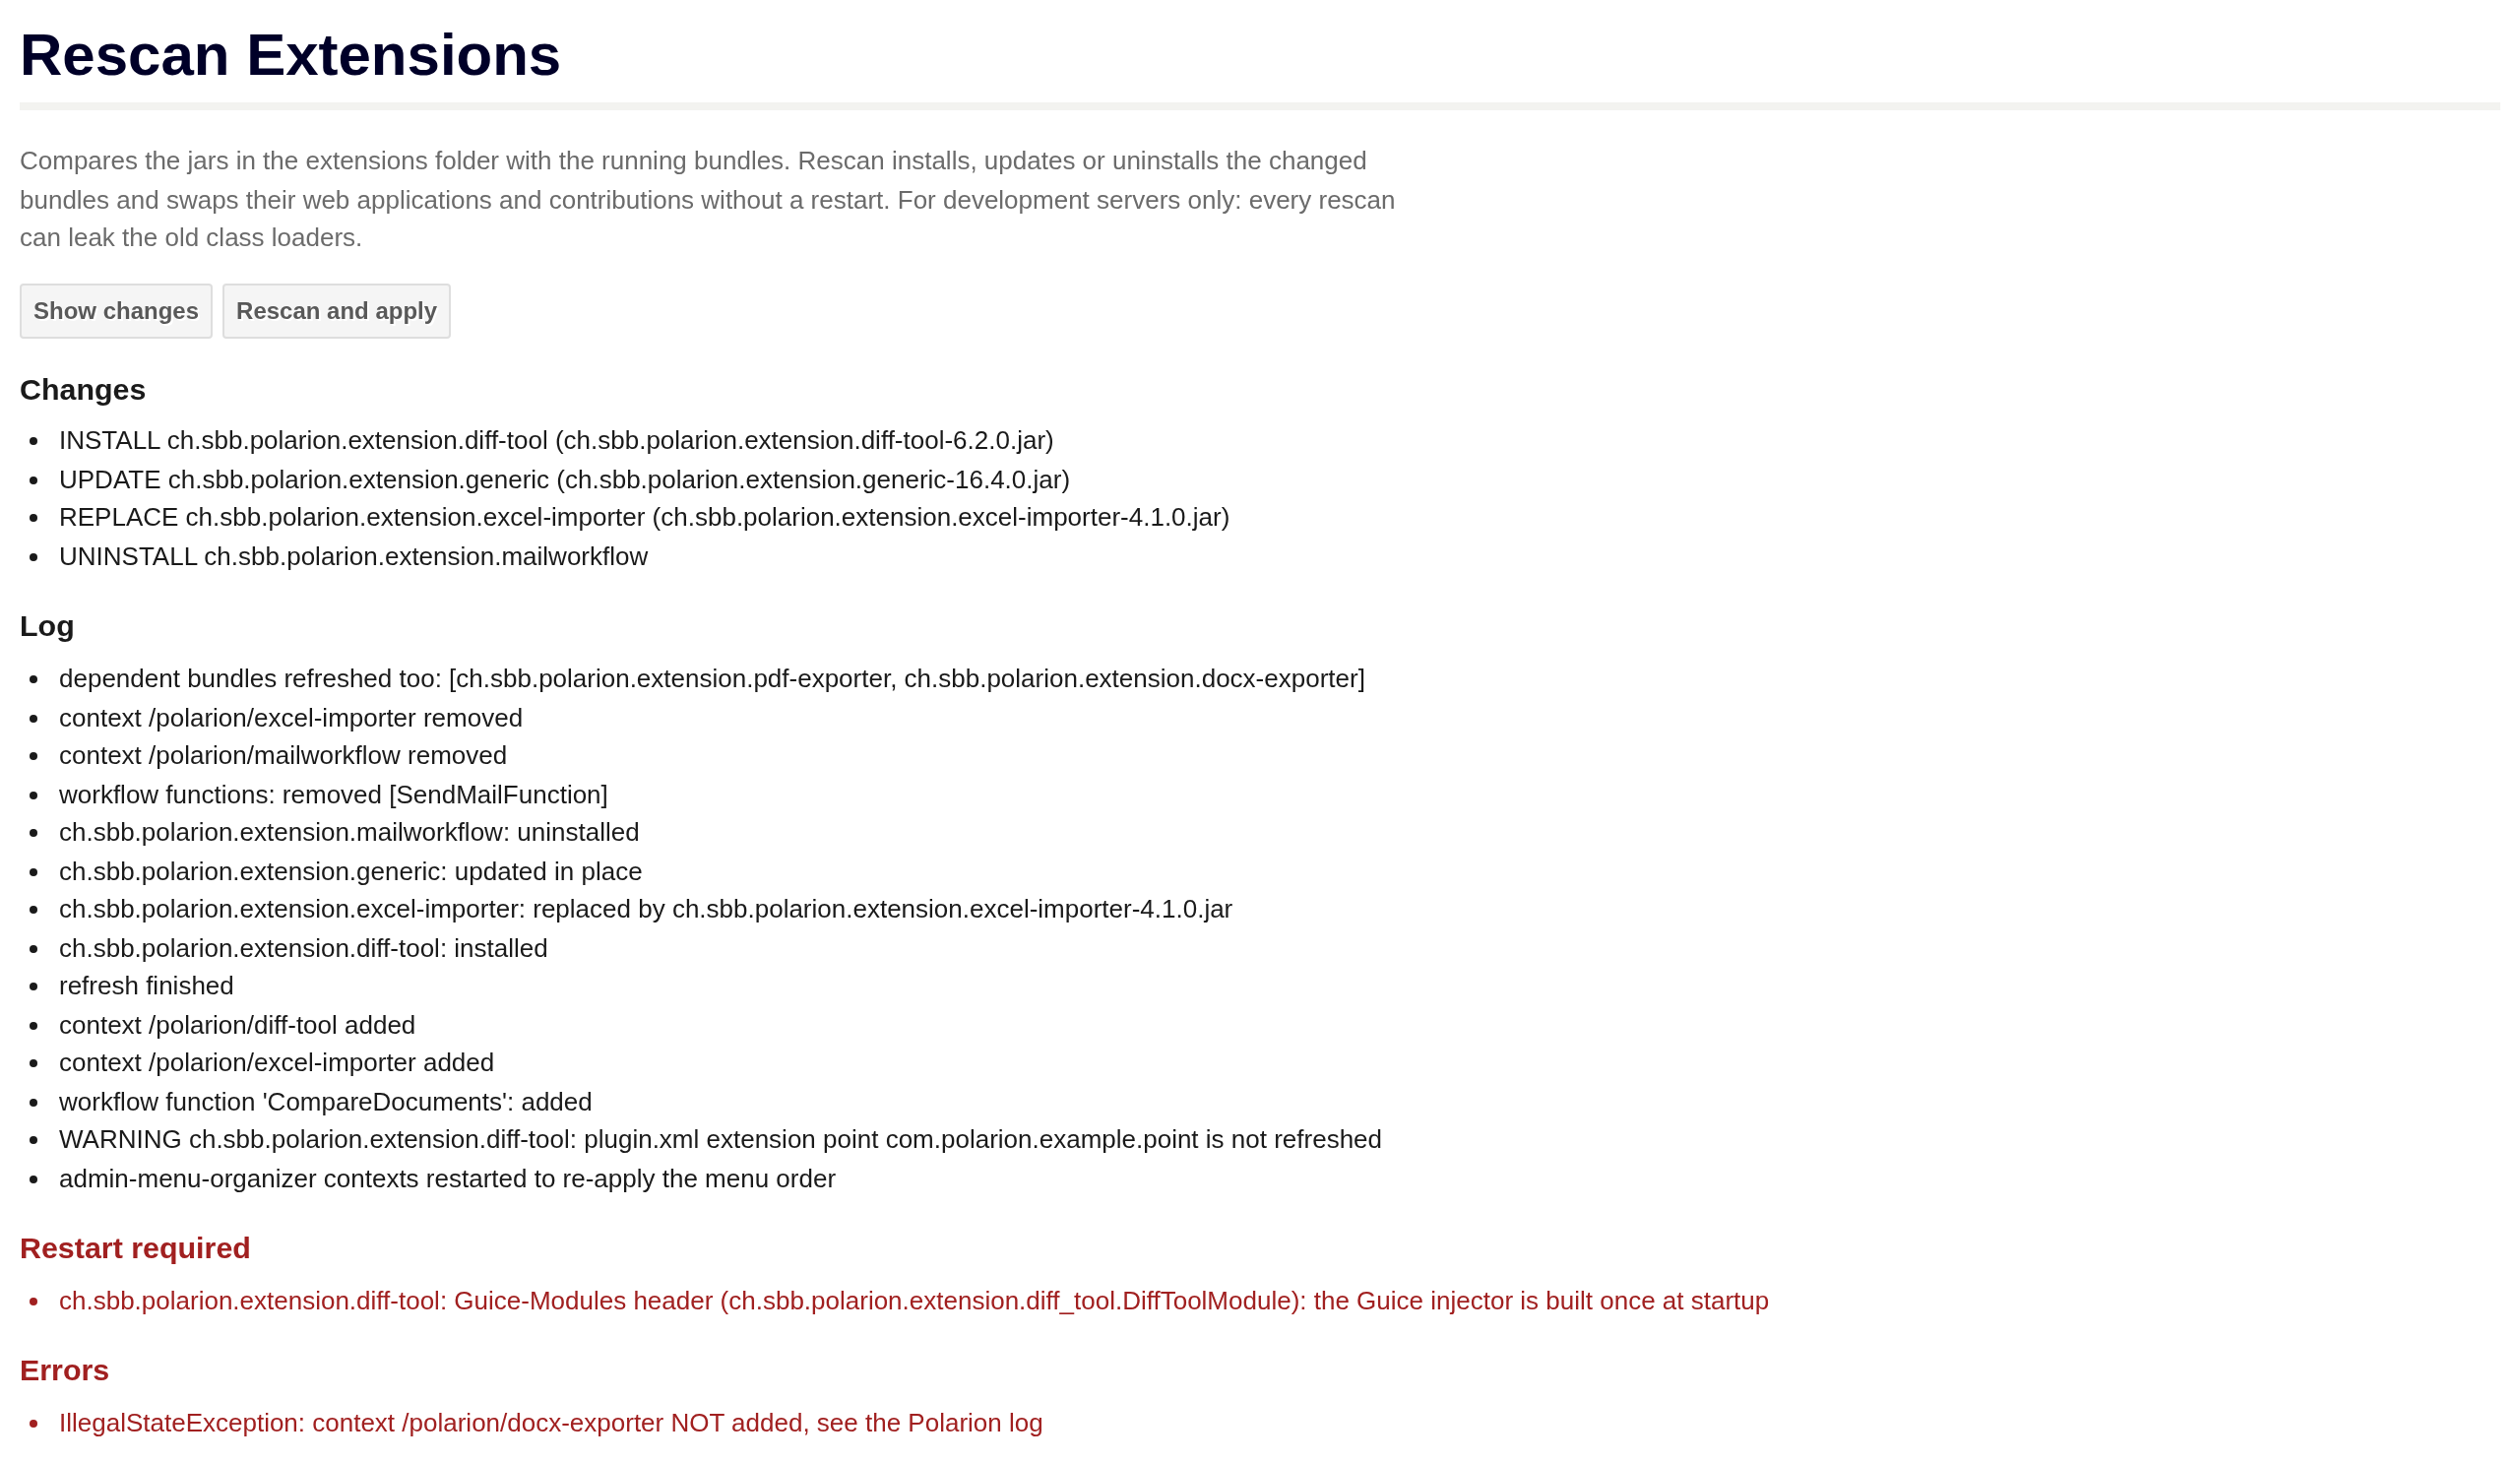 Rescan Extensions
Compares the jars in the extensions folder with the running bundles. Rescan installs, updates or uninstalls the changed
bundles and swaps their web applications and contributions without a restart. For development servers only: every rescan
can leak the old class loaders.
Show changes Rescan and apply
Changes
• INSTALL ch.sbb.polarion.extension.diff-tool (ch.sbb.polarion.extension.diff-tool-6.2.0.jar)
• UPDATE ch.sbb.polarion.extension.generic (ch.sbb.polarion.extension.generic-16.4.0.jar)
• REPLACE ch.sbb.polarion.extension.excel-importer (ch.sbb.polarion.extension.excel-importer-4.1.0.jar)
• UNINSTALL ch.sbb.polarion.extension.mailworkflow
Log
• dependent bundles refreshed too: [ch.sbb.polarion.extension.pdf-exporter, ch.sbb.polarion.extension.docx-exporter]
• context /polarion/excel-importer removed
• context /polarion/mailworkflow removed
• workflow functions: removed [SendMailFunction]
• ch.sbb.polarion.extension.mailworkflow: uninstalled
• ch.sbb.polarion.extension.generic: updated in place
• ch.sbb.polarion.extension.excel-importer: replaced by ch.sbb.polarion.extension.excel-importer-4.1.0.jar
• ch.sbb.polarion.extension.diff-tool: installed
• refresh finished
• context /polarion/diff-tool added
• context /polarion/excel-importer added
• workflow function 'CompareDocuments': added
• WARNING ch.sbb.polarion.extension.diff-tool: plugin.xml extension point com.polarion.example.point is not refreshed
• admin-menu-organizer contexts restarted to re-apply the menu order
Restart required
• ch.sbb.polarion.extension.diff-tool: Guice-Modules header (ch.sbb.polarion.extension.diff_tool.DiffToolModule): the Guice injector is built once at startup
Errors
• IllegalStateException: context /polarion/docx-exporter NOT added, see the Polarion log